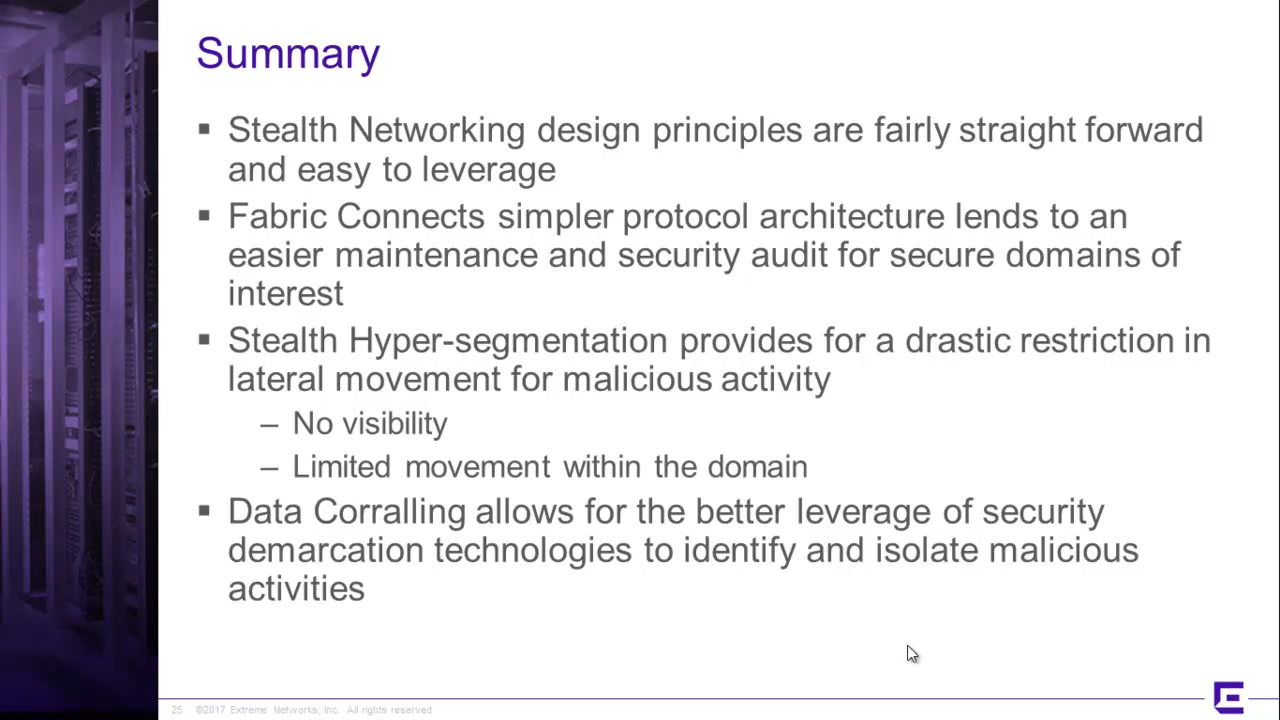 Summary
▪ Stealth Networking design principles are fairly straight forward
and easy to leverage
▪ Fabric Connects simpler protocol architecture lends to an
easier maintenance and security audit for secure domains of
interest
▪ Stealth Hyper-segmentation provides for a drastic restriction in
lateral movement for malicious activity
– No visibility
– Limited movement within the domain
▪ Data Corralling allows for the better leverage of security
demarcation technologies to identify and isolate malicious
activities
25 ©2017 Extreme Networks, Inc. All rights reserved